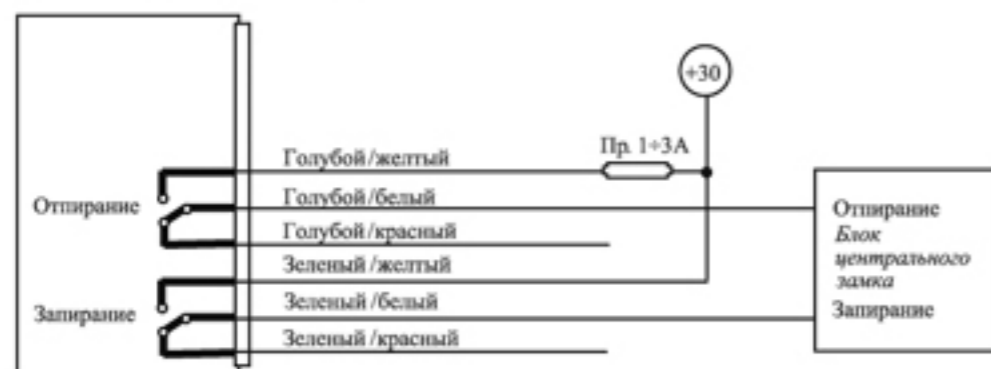 +30
Пр. 1÷3А
Голубой/желтый
Отпирание
Голубой/белый
Голубой/красный
Зеленый/желтый
Запирание
Зеленый/белый
Зеленый/красный
Отпирание
Блок
центрального
замка
Запирание